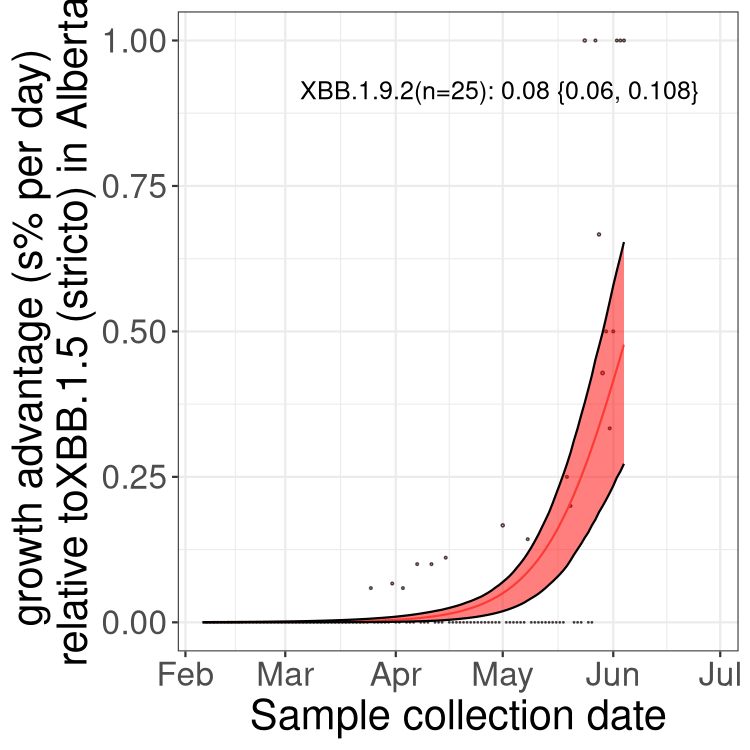 growth advantage (s% per day)
relative toXBB.1.5 (stricto) in Alberta
1.00
0.75
0.50
0.25
0.00
XBB.1.9.2(n=25): 0.08 {0.06, 0.108}
Feb Mar Apr May Jun Jul
Sample collection date